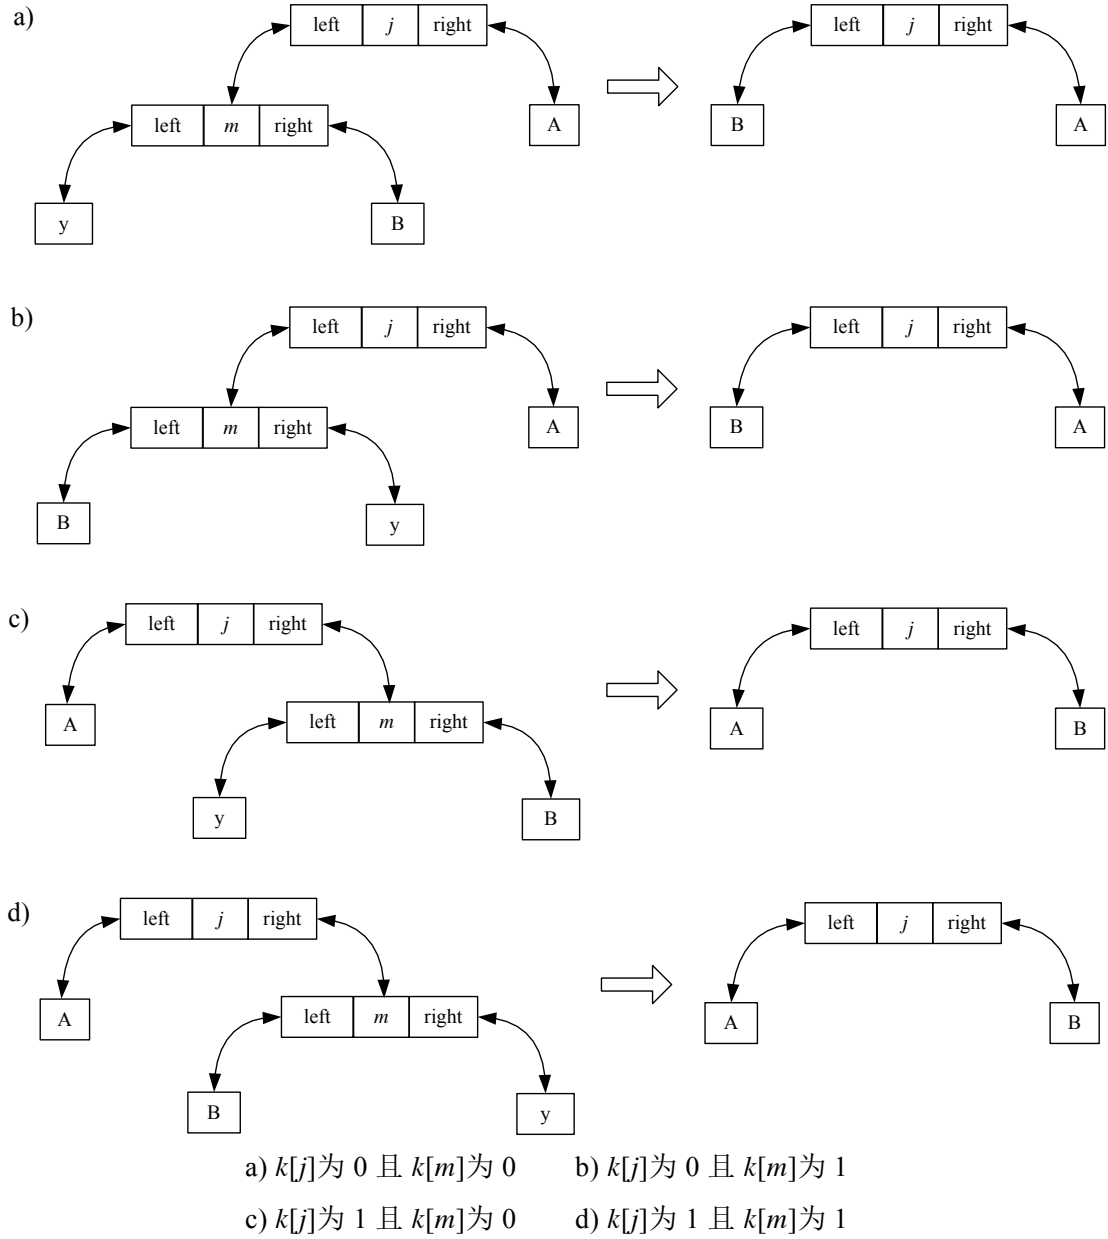 a)
left j right
left j right
left m right
A
B
A
y
B
b)
left j right
left j right
left m right
A
B
A
B
y
c)
left j right
left j right
A
left m right
A
B
y
B
d)
left j right
left j right
A
left m right
A
B
B
y
a) k[j]为 0 且 k[m]为 0 b) k[j]为 0 且 k[m]为 1
c) k[j]为 1 且 k[m]为 0 d) k[j]为 1 且 k[m]为 1